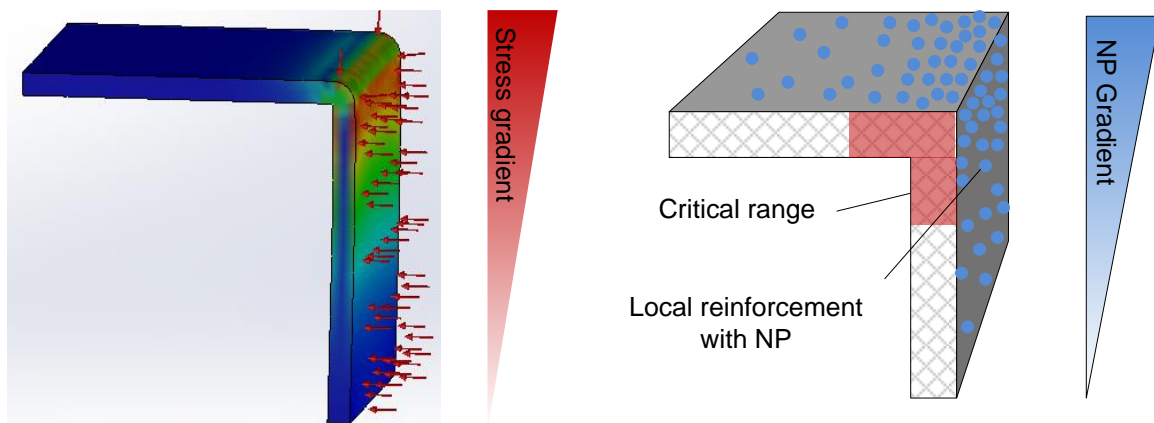 Stress gradient
Critical range
Local reinforcement
with NP
NP Gradient